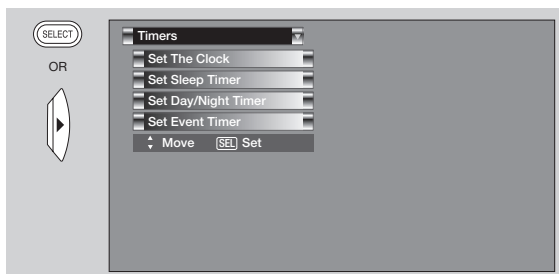 SELECT
OR
Timers
Set The Clock
Set Sleep Timer
Set Day/Night Timer
Set Event Timer
Move SEL Set